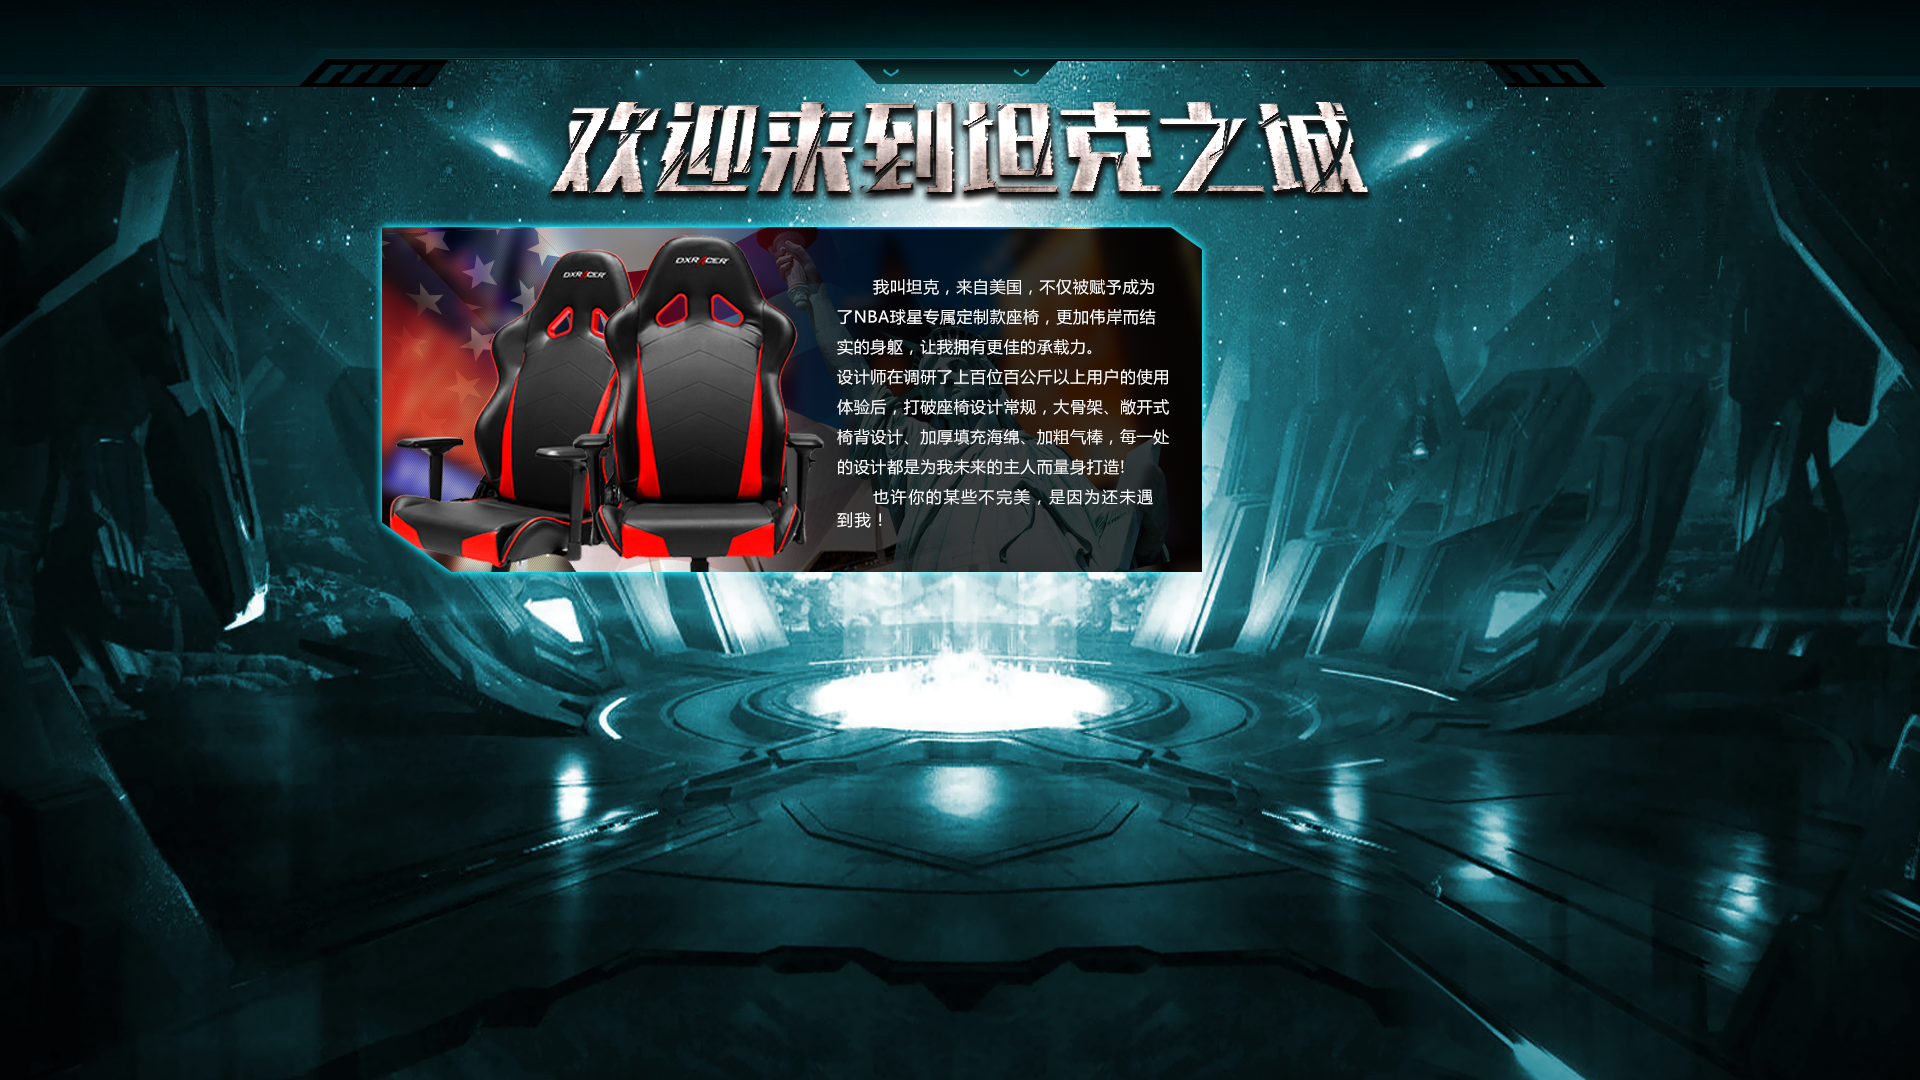 欢迎来到坦克之诚
DXRACER
DXRACER
我叫坦克，来自美国，不仅被赋予成为
了NBA球星专属定制款座椅，更加伟岸而结
实的身躯，让我拥有更佳的承载力。
设计师在调研了上百位百公斤以上用户的使用
体验后，打破座椅设计常规，大骨架、敞开式
椅背设计、加厚填充海绵、加粗气棒，每一处
的设计都是为我未来的主人而量身打造!
也许你的某些不完美，是因为还未遇
到我！